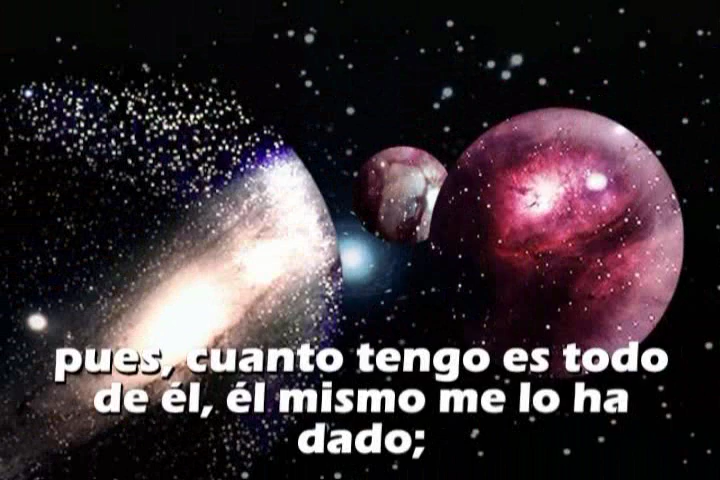 pues, cuanto tengo es todo
de él, él mismo me lo ha
dado;